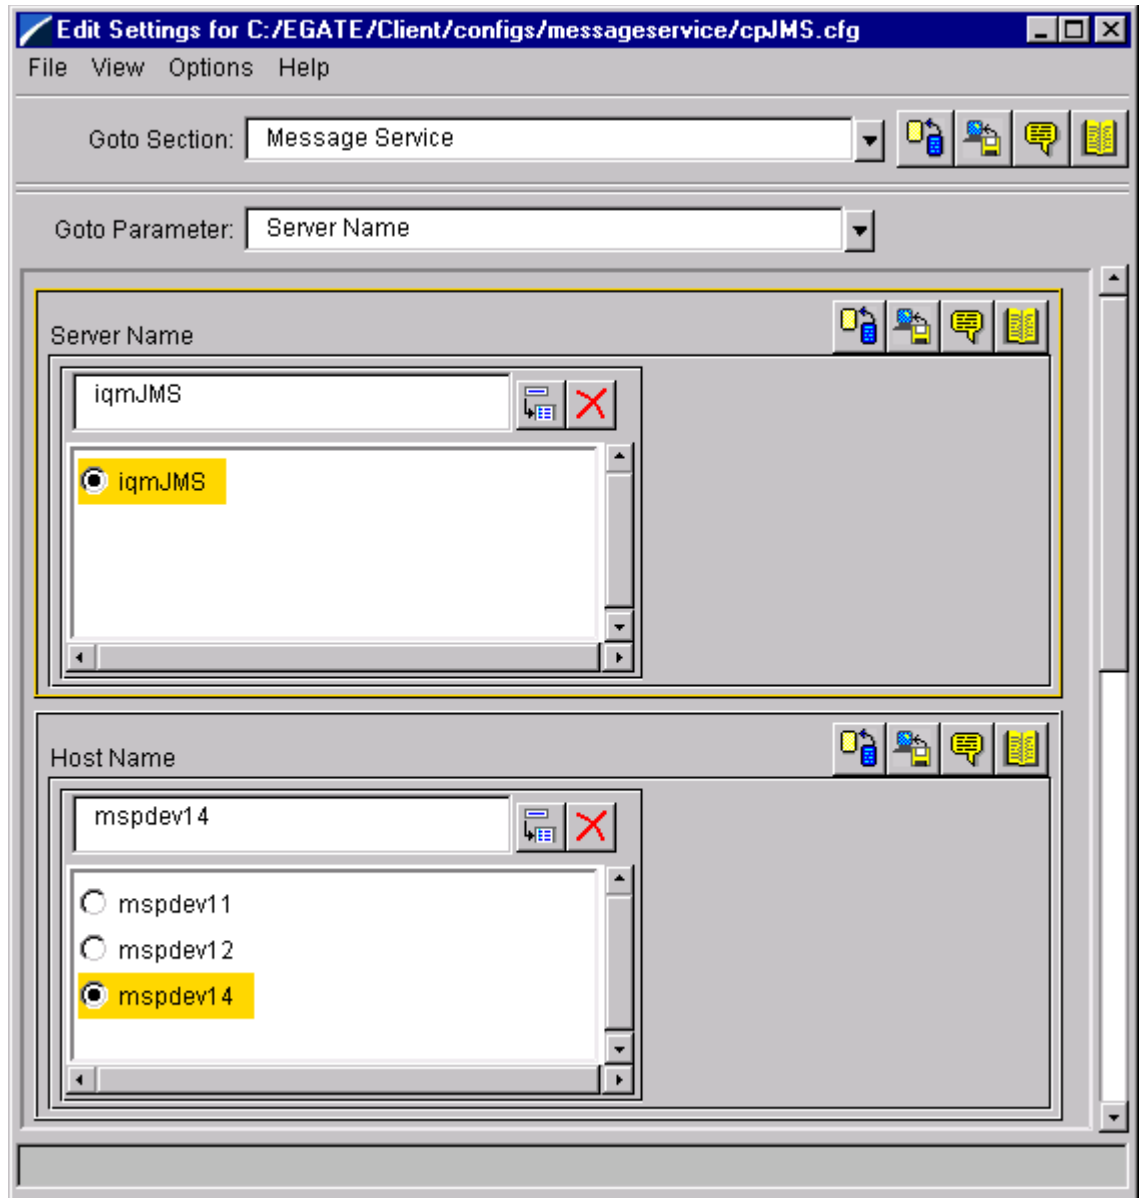 Edit Settings for C:/EGATE/Client/configs/messageservice/cpJMS.cfg
File View Options Help
Goto Section: Message Service
Goto Parameter: Server Name
Server Name
iqmJMS
iqmJMS
Host Name
mspdev14
mspdev11
mspdev12
mspdev14